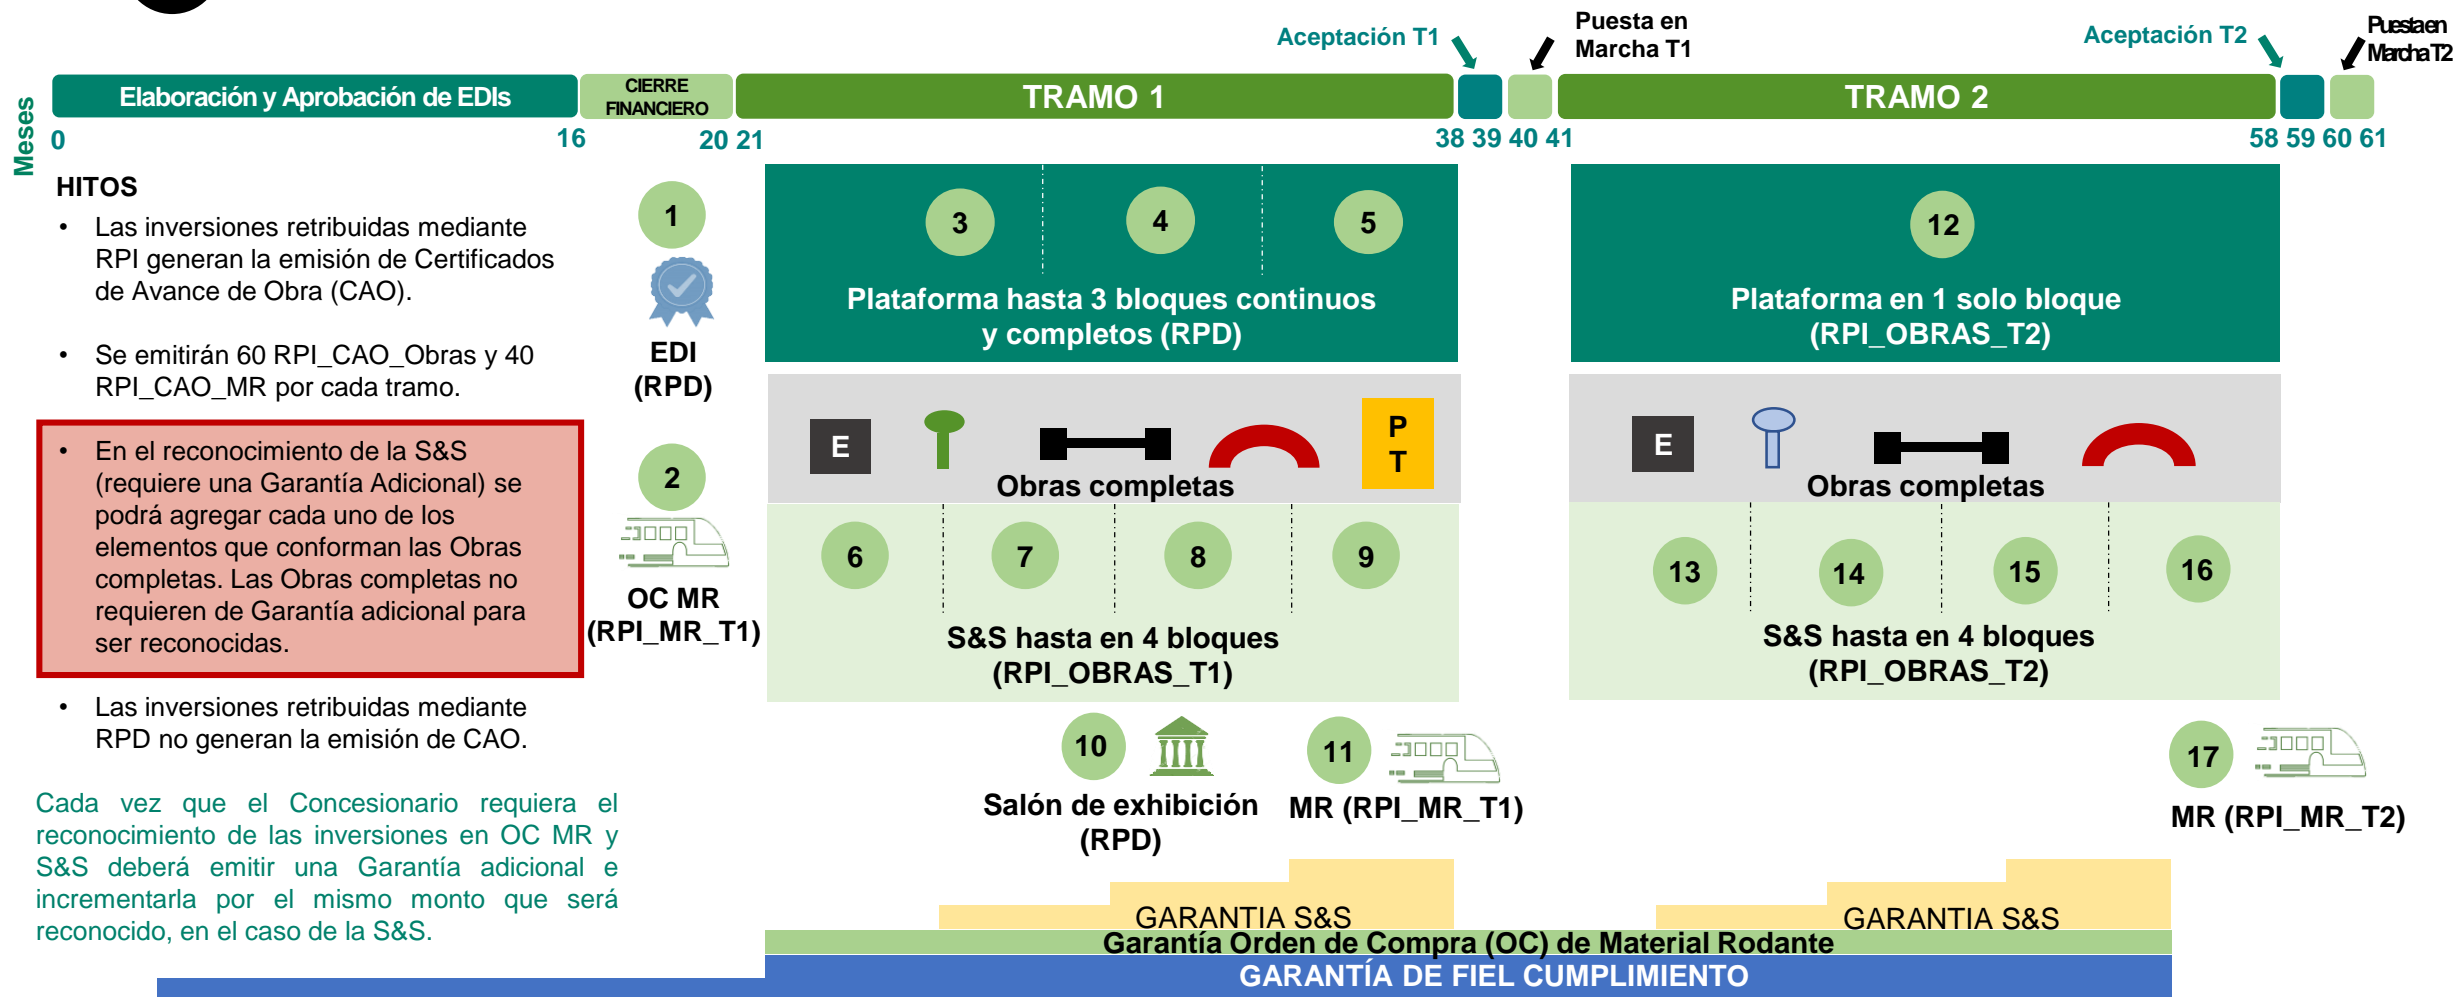 Aceptación T1
Puesta en
Marcha T1
Aceptación T2
Puesta en
Marcha T2
Meses
Elaboración y Aprobación de EDIs
CIERRE
FINANCIERO
TRAMO 1
TRAMO 2
0
16
20 21
38 39 40 41
58 59 60 61
HITOS
• Las inversiones retribuidas mediante
RPI generan la emisión de Certificados
de Avance de Obra (CAO).
• Se emitirán 60 RPI_CAO_Obras y 40
RPI_CAO_MR por cada tramo.
• En el reconocimiento de la S&S
(requiere una Garantía Adicional) se
podrá agregar cada uno de los
elementos que conforman las Obras
completas. Las Obras completas no
requieren de Garantía adicional para
ser reconocidas.
• Las inversiones retribuidas mediante
RPD no generan la emisión de CAO.
Cada vez que el Concesionario requiera el
reconocimiento de las inversiones en OC MR y
S&S deberá emitir una Garantía adicional e
incrementarla por el mismo monto que será
reconocido, en el caso de la S&S.
1
EDI
(RPD)
2
OC MR
(RPI_MR_T1)
3
4
5
Plataforma hasta 3 bloques continuos
y completos (RPD)
E
P
T
Obras completas
6
7
8
9
S&S hasta en 4 bloques
(RPI_OBRAS_T1)
10
Salón de exhibición
(RPD)
11
MR (RPI_MR_T1)
12
Plataforma en 1 solo bloque
(RPI_OBRAS_T2)
E
Obras completas
13
14
15
16
S&S hasta en 4 bloques
(RPI_OBRAS_T2)
17
MR (RPI_MR_T2)
GARANTIA S&S
GARANTIA S&S
Garantía Orden de Compra (OC) de Material Rodante
GARANTÍA DE FIEL CUMPLIMIENTO